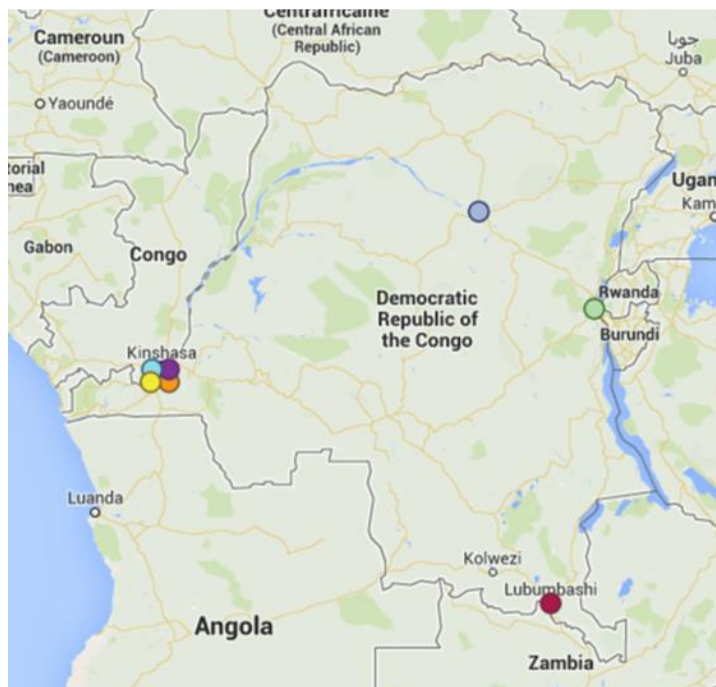 Centrafricaine
(Central African
Republic)
Cameroun
(Cameroon)
جوبا
Juba
Yaoundé
torial
nea
Ugan
Kam
Gabon
Congo
Democratic
Republic of
the Congo
Rwanda
Burundi
Kinshasa
Luanda
Kolwezi
Lubumbashi
Angola
Zambia